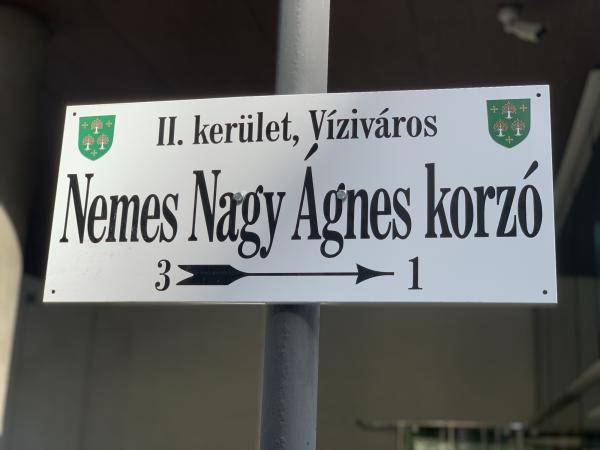 II. kerület, Víziváros
Nemes Nagy Ágnes korzó
3 1